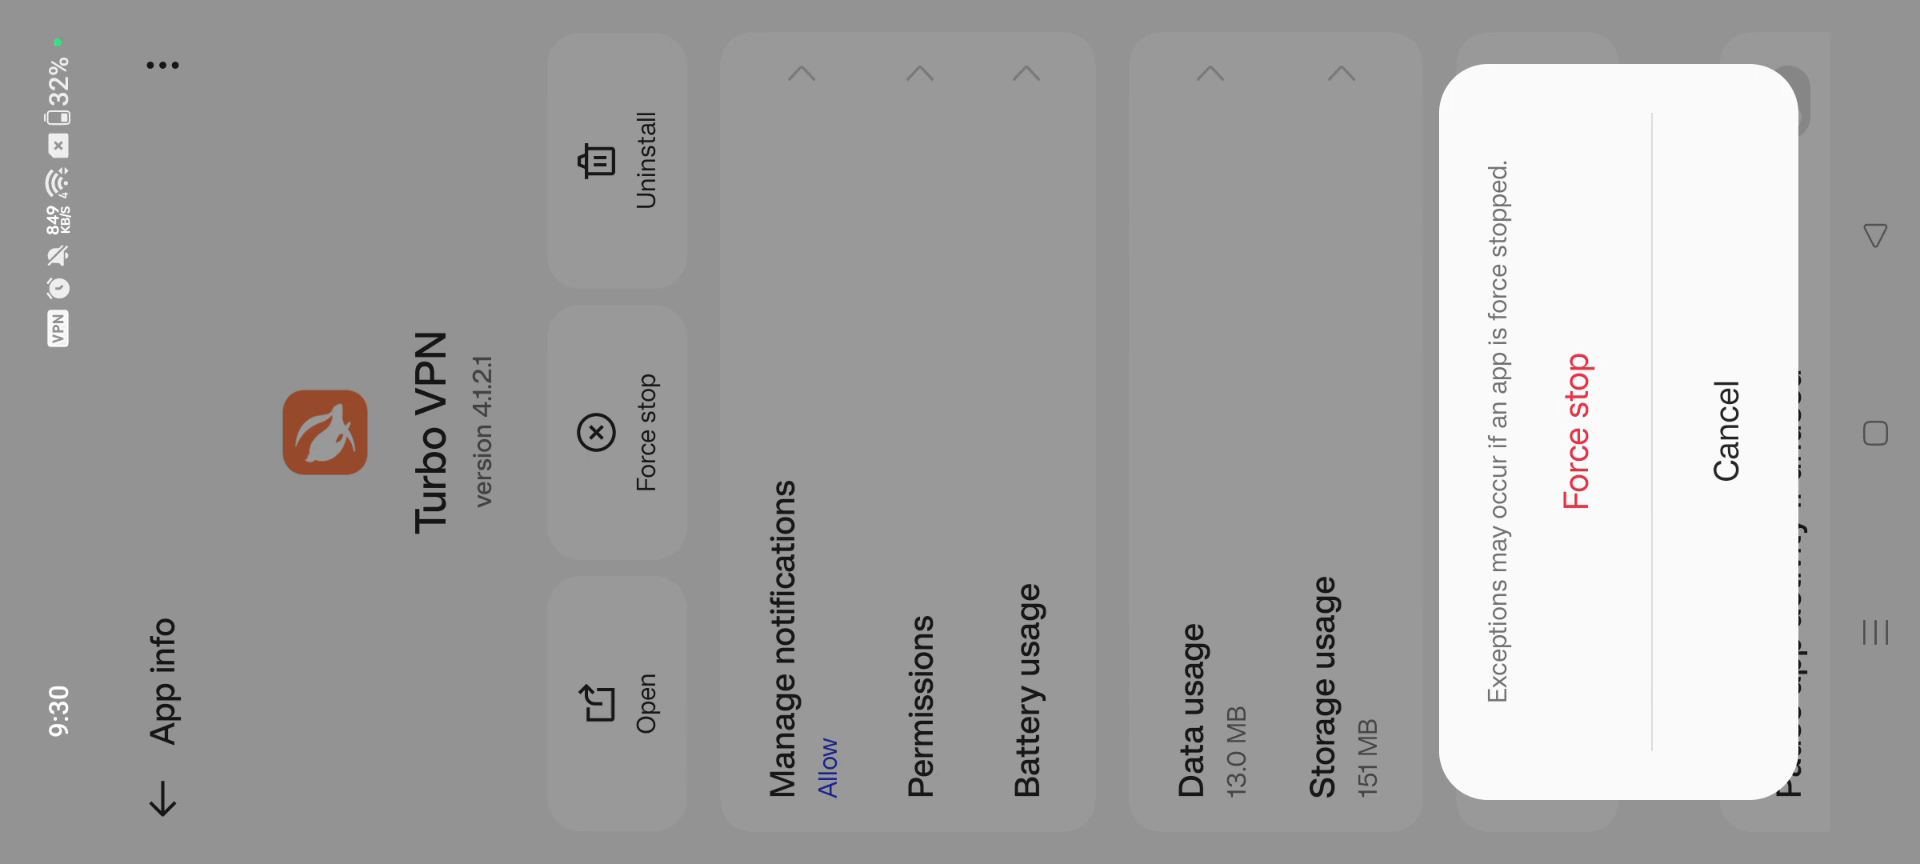 9:30
VPN 849 KB/S 4 32%
App info
Turbo VPN
version 4.1.2.1
Open
Force stop
Uninstall
Manage notifications
Allow
Permissions
Battery usage
Data usage
13.0 MB
Storage usage
151 MB
Exceptions may occur if an app is force stopped.
Force stop
Cancel